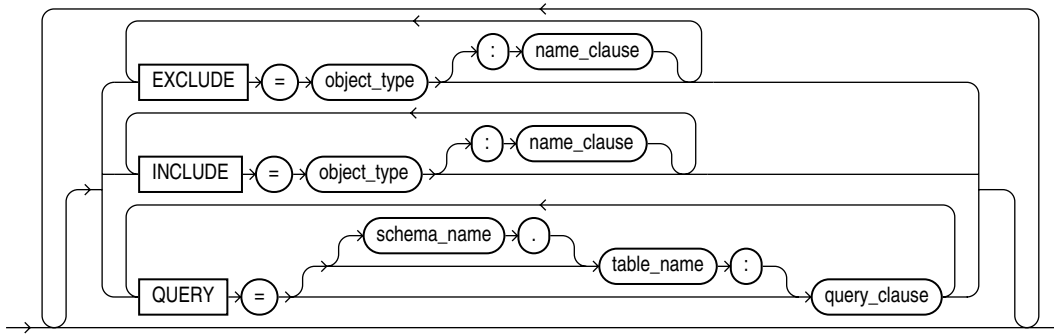 : name_clause
EXCLUDE = object_type
: name_clause
INCLUDE = object_type
schema_name .
table_name :
QUERY = query_clause